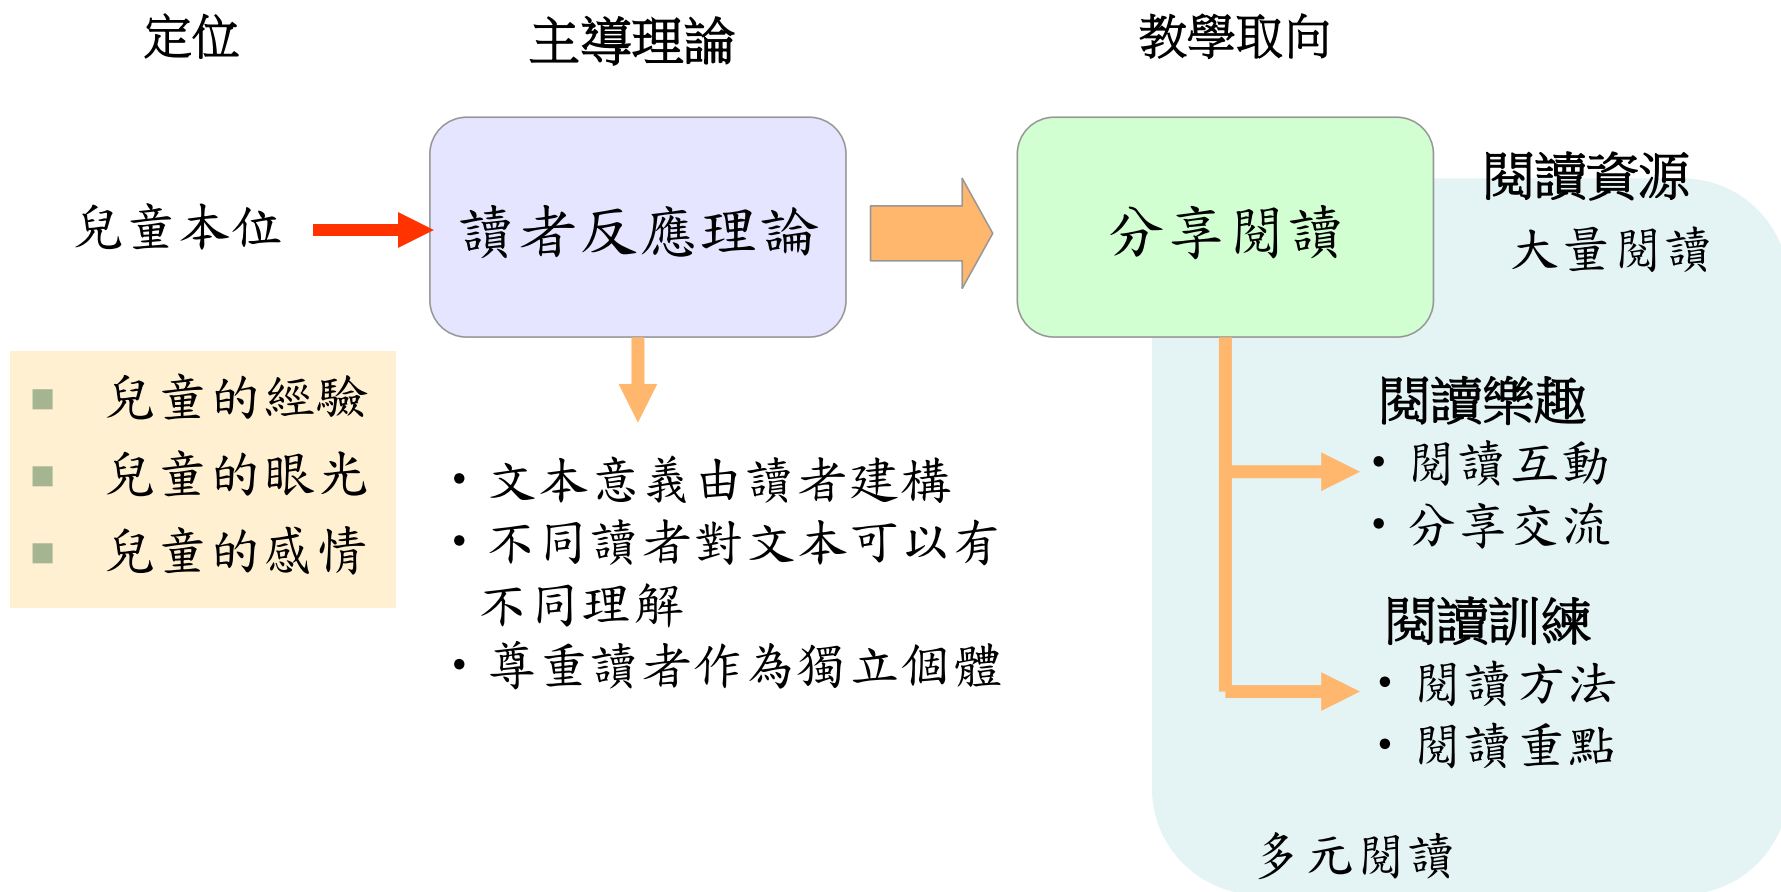 定位
主導理論
教學取向
兒童本位
讀者反應理論
分享閱讀
閱讀資源
大量閱讀
兒童的經驗
兒童的眼光
兒童的感情
•文本意義由讀者建構
•不同讀者對文本可以有
不同理解
•尊重讀者作為獨立個體
閱讀樂趣
•閱讀互動
•分享交流
閱讀訓練
•閱讀方法
•閱讀重點
多元閱讀